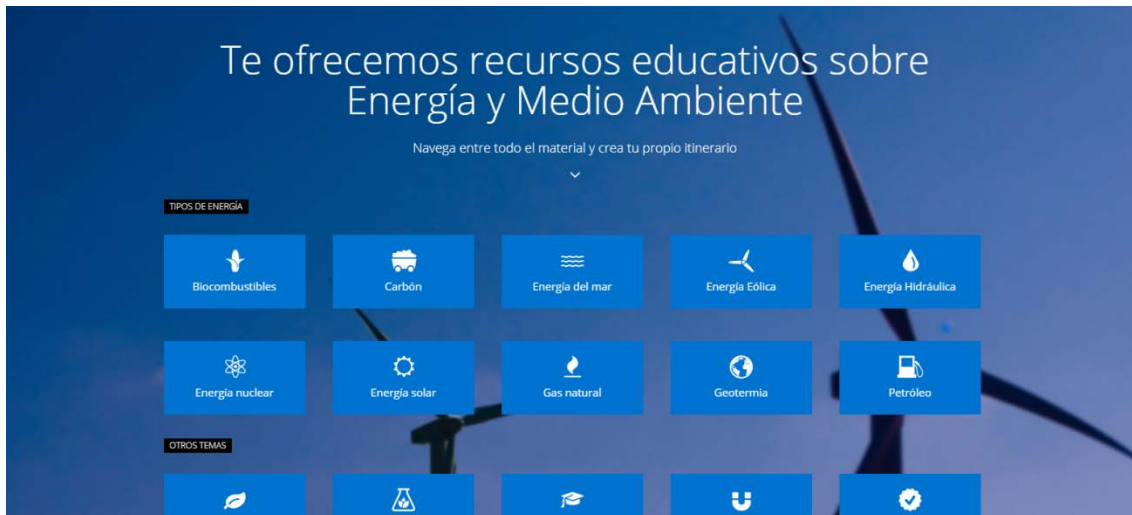 Te ofrecemos recursos educativos sobre
Energía y Medio Ambiente
Navega entre todo el material y crea tu propio itinerario
TIPOS DE ENERGÍA
Biocombustibles
Carbón
Energía del mar
Energía Eólica
Energía Hidráulica
Energía nuclear
Energía solar
Gas natural
Geotermia
Petróleo
OTROS TEMAS